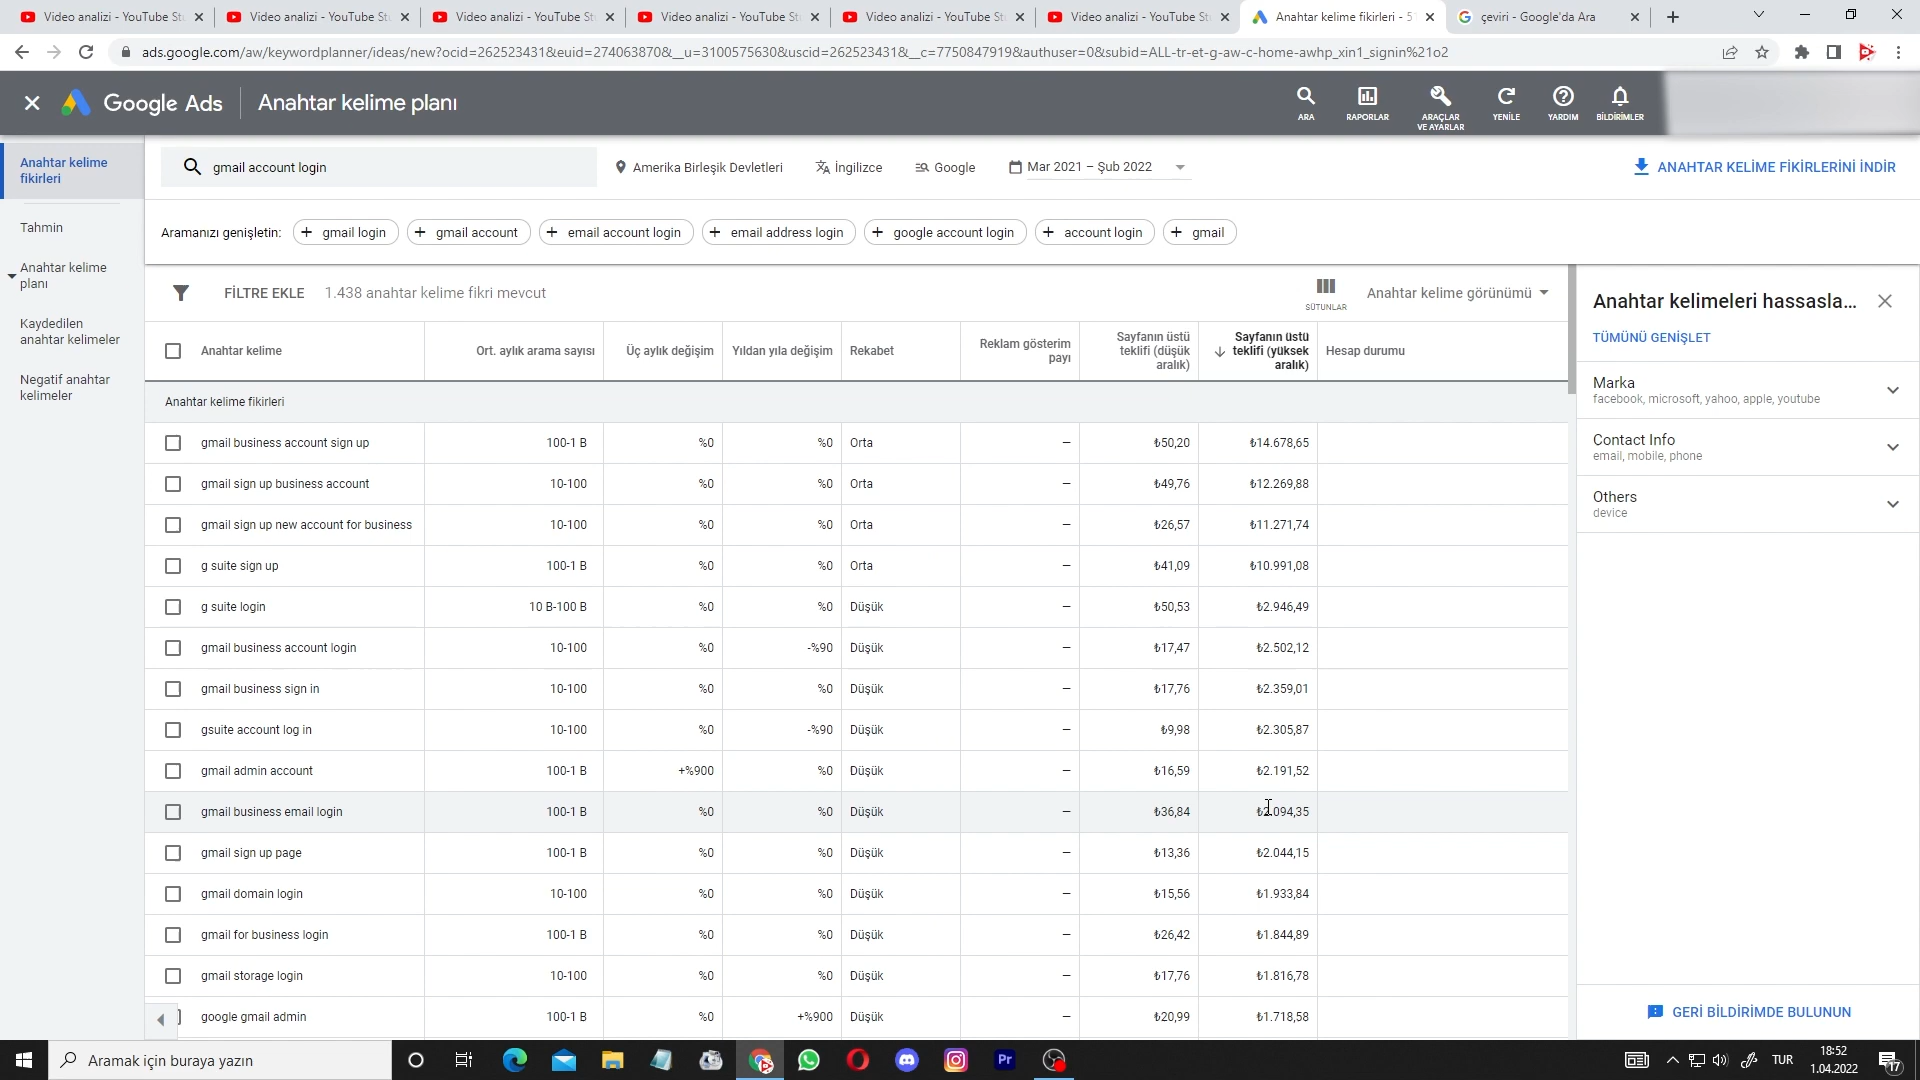 Video analizi - YouTube St
Video analizi - YouTube St
Video analizi - YouTube St
Video analizi - YouTube St
Video analizi - YouTube St
Video analizi - YouTube St
Anahtar kelime fikirleri - 5
çeviri - Google'da Ara
ads.google.com/aw/keywordplanner/ideas/new?ocid=262523431&euid=274063870&__u=3100575630&uscid=262523431&__c=7750847919&authuser=0&subid=ALL-tr-et-g-aw-c-home-awhp_xin1_signin%21o2
Google Ads
Anahtar kelime planı
ARA
RAPORLAR
ARAÇLAR
VE AYARLAR
YENİLE
YARDIM
BİLDİRİMLER
Anahtar kelime
fikirleri
Tahmin
Anahtar kelime
planı
Kaydedilen
anahtar kelimeler
Negatif anahtar
kelimeler
gmail account login
Amerika Birleşik Devletleri
İngilizce
Google
Mar 2021 – Şub 2022
ANAHTAR KELİME FİKİRLERİNİ İNDİR
Aramanızı genişletin:
+ gmail login
+ gmail account
+ email account login
+ email address login
+ google account login
+ account login
+ gmail
FİLTRE EKLE
1.438 anahtar kelime fikri mevcut
SÜTUNLAR
Anahtar kelime görünümü
Anahtar kelime
Ort. aylık arama sayısı
Üç aylık değişim
Yıldan yıla değişim
Rekabet
Reklam gösterim
payı
Sayfanın üstü
teklifi (düşük
aralık)
Sayfanın üstü
teklifi (yüksek
aralık)
Hesap durumu
Anahtar kelime fikirleri
gmail business account sign up 100-1 B %0 %0 Orta – ₺50,20 ₺14.678,65
gmail sign up business account 10-100 %0 %0 Orta – ₺49,76 ₺12.269,88
gmail sign up new account for business 10-100 %0 %0 Orta – ₺26,57 ₺11.271,74
g suite sign up 100-1 B %0 %0 Orta – ₺41,09 ₺10.991,08
g suite login 10 B-100 B %0 %0 Düşük – ₺50,53 ₺2.946,49
gmail business account login 10-100 %0 -%90 Düşük – ₺17,47 ₺2.502,12
gmail business sign in 10-100 %0 %0 Düşük – ₺17,76 ₺2.359,01
gsuite account log in 10-100 %0 -%90 Düşük – ₺9,98 ₺2.305,87
gmail admin account 100-1 B +%900 %0 Düşük – ₺16,59 ₺2.191,52
gmail business email login 100-1 B %0 %0 Düşük – ₺36,84 ₺2.094,35
gmail sign up page 100-1 B %0 %0 Düşük – ₺13,36 ₺2.044,15
gmail domain login 10-100 %0 %0 Düşük – ₺15,56 ₺1.933,84
gmail for business login 100-1 B %0 %0 Düşük – ₺26,42 ₺1.844,89
gmail storage login 10-100 %0 %0 Düşük – ₺17,76 ₺1.816,78
google gmail admin 100-1 B %0 +%900 Düşük – ₺20,99 ₺1.718,58
Anahtar kelimeleri hassasla...
TÜMÜNÜ GENİŞLET
Marka
facebook, microsoft, yahoo, apple, youtube
Contact Info
email, mobile, phone
Others
device
GERİ BİLDİRİMDE BULUNUN
Aramak için buraya yazın
Pr
TUR
18:52
1.04.2022
17